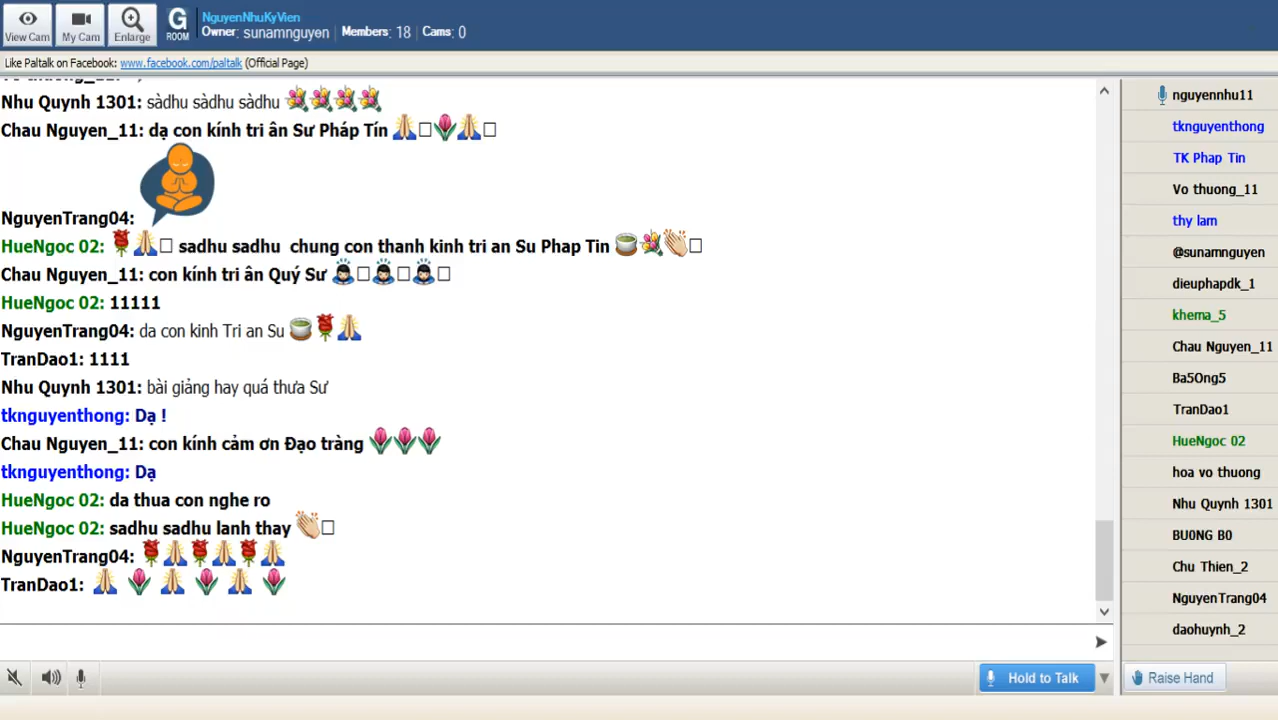 View Cam
My Cam
Enlarge
G
ROOM
NguyenNhuKyVien
Owner: sunamnguyen | Members: 18 | Cams: 0
Like Paltalk on Facebook: www.facebook.com/paltalk (Official Page)
Nhu Quynh 1301: sàdhu sàdhu sàdhu
Chau Nguyen_11: dạ con kính tri ân Sư Pháp Tín
NguyenTrang04:
HueNgoc 02: sadhu sadhu chung con thanh kinh tri an Su Phap Tin
Chau Nguyen_11: con kính tri ân Quý Sư
HueNgoc 02: 11111
NguyenTrang04: da con kinh Tri an Su
TranDao1: 1111
Nhu Quynh 1301: bài giảng hay quá thưa Sư
tknguyenthong: Dạ !
Chau Nguyen_11: con kính cảm ơn Đạo tràng
tknguyenthong: Dạ
HueNgoc 02: da thua con nghe ro
HueNgoc 02: sadhu sadhu lanh thay
NguyenTrang04:
TranDao1:
Hold to Talk
nguyennhu11
tknguyenthong
TK Phap Tin
Vo thuong_11
thy lam
@sunamnguyen
dieuphapdk_1
khema_5
Chau Nguyen_11
Ba5Ong5
TranDao1
HueNgoc 02
hoa vo thuong
Nhu Quynh 1301
BU0NG B0
Chu Thien_2
NguyenTrang04
daohuynh_2
Raise Hand